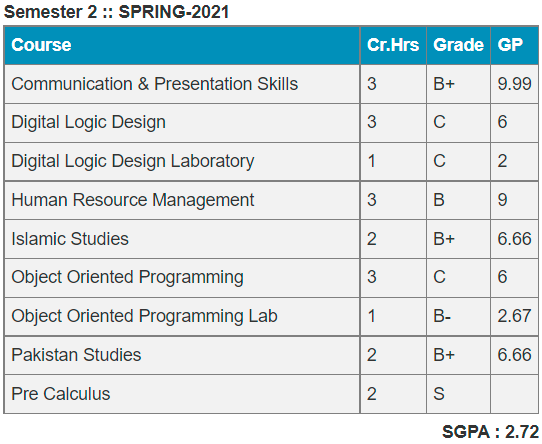 Semester 2 :: SPRING-2021
Course Cr.Hrs Grade GP
Communication & Presentation Skills 3 B+ 9.99
Digital Logic Design 3 C 6
Digital Logic Design Laboratory 1 C 2
Human Resource Management 3 B 9
Islamic Studies 2 B+ 6.66
Object Oriented Programming 3 C 6
Object Oriented Programming Lab 1 B- 2.67
Pakistan Studies 2 B+ 6.66
Pre Calculus 2 S
SGPA : 2.72